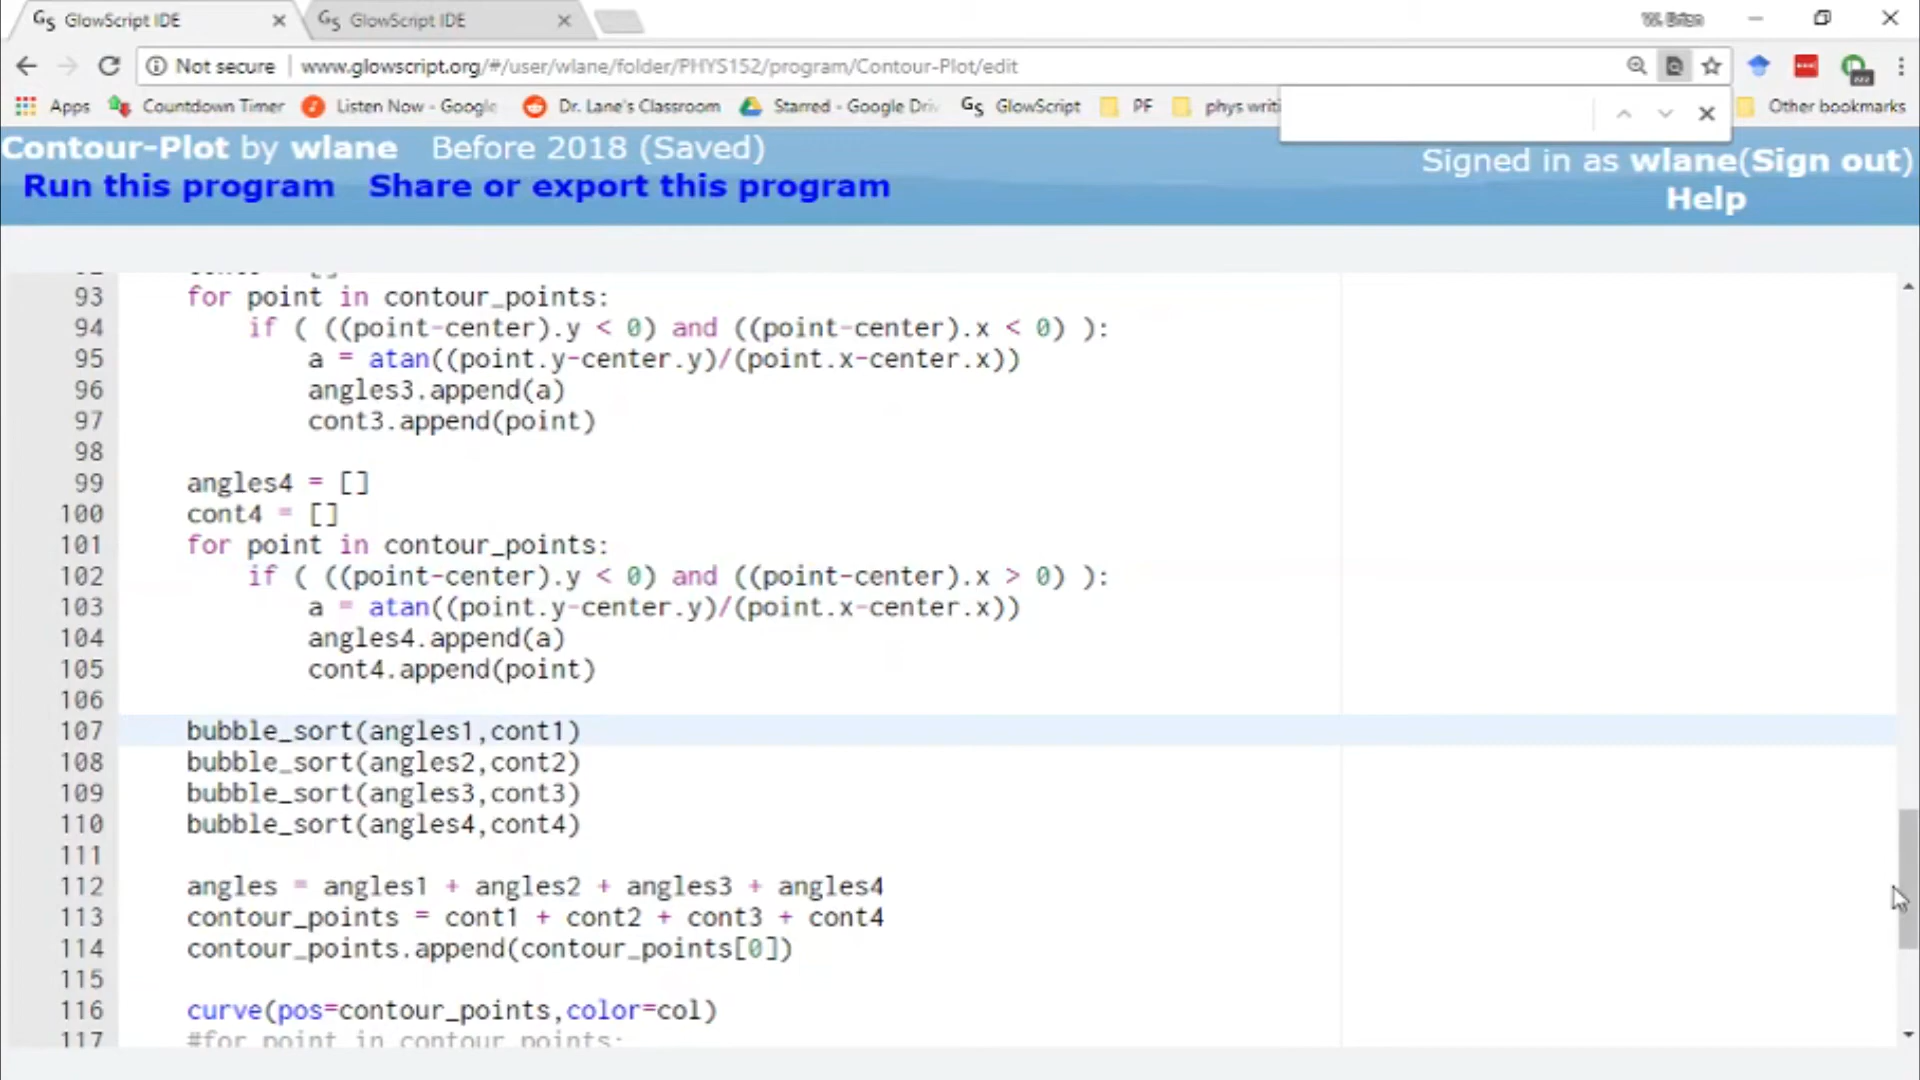 GlowScript IDE
GlowScript IDE
Not secure www.glowscript.org/#/user/wlane/folder/PHYS152/program/Contour-Plot/edit
Apps Countdown Timer Listen Now - Google Dr. Lane's Classroom Starred - Google Driv GlowScript PF phys writi Other bookmarks
Contour-Plot by wlane Before 2018 (Saved)
Signed in as wlane(Sign out)
Run this program Share or export this program
Help
93 for point in contour_points:
94 if ( ((point-center).y < 0) and ((point-center).x < 0) ):
95 a = atan((point.y-center.y)/(point.x-center.x))
96 angles3.append(a)
97 cont3.append(point)
98
99 angles4 = []
100 cont4 = []
101 for point in contour_points:
102 if ( ((point-center).y < 0) and ((point-center).x > 0) ):
103 a = atan((point.y-center.y)/(point.x-center.x))
104 angles4.append(a)
105 cont4.append(point)
106
107 bubble_sort(angles1,cont1)
108 bubble_sort(angles2,cont2)
109 bubble_sort(angles3,cont3)
110 bubble_sort(angles4,cont4)
111
112 angles = angles1 + angles2 + angles3 + angles4
113 contour_points = cont1 + cont2 + cont3 + cont4
114 contour_points.append(contour_points[0])
115
116 curve(pos=contour_points,color=col)
117 #for point in contour_points: